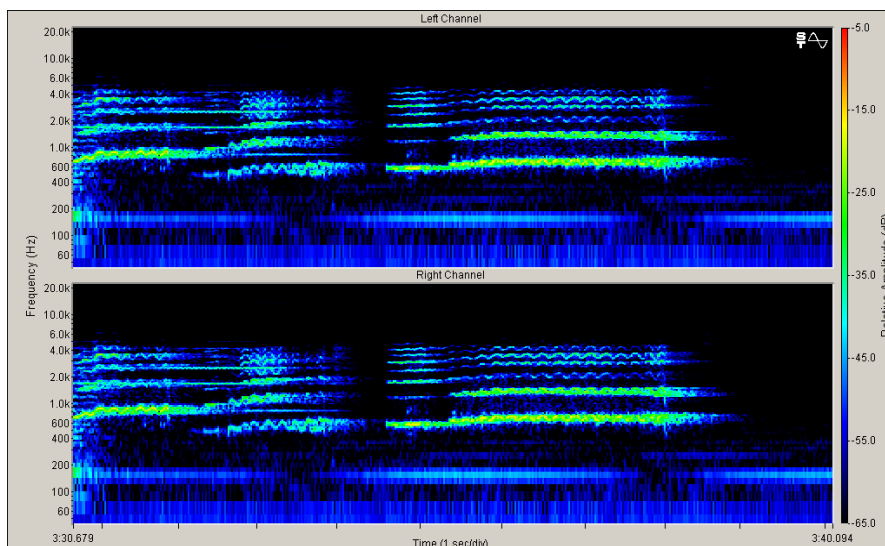 Left Channel
20.0k
10.0k
6.0k
4.0k
2.0k
1.0k
600
400
200
100
60
S
T
-5.0
-15.0
-25.0
-35.0
-45.0
-55.0
-65.0
Frequency (Hz)
Relative Amplitude (dB)
Right Channel
20.0k
10.0k
6.0k
4.0k
2.0k
1.0k
600
400
200
100
60
3:30.679
Time (1 sec/div)
3:40.094